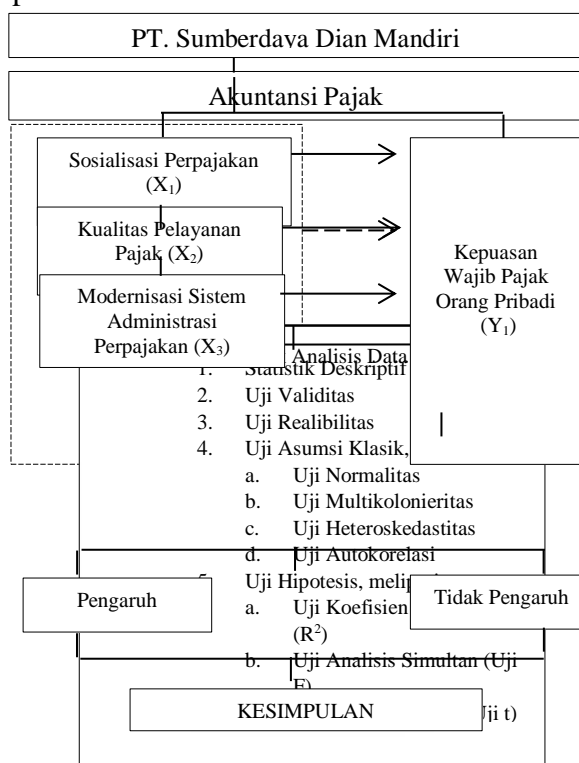 PT. Sumberdaya Dian Mandiri
Akuntansi Pajak
Sosialisasi Perpajakan
(X₁)
Kualitas Pelayanan
Pajak (X₂)
Modernisasi Sistem
Administrasi
Perpajakan (X₃)
Kepuasan
Wajib Pajak
Orang Pribadi
(Y₁)
Analisis Data
1. Statistik Deskriptif
2. Uji Validitas
3. Uji Realibilitas
4. Uji Asumsi Klasik,
a. Uji Normalitas
b. Uji Multikolonieritas
c. Uji Heteroskedastitas
d. Uji Autokorelasi
Uji Hipotesis,
a. Uji Koefisien
(R²)
b. Uji Analisis Simultan (Uji
F)
Uji t)
Pengaruh
Tidak Pengaruh
KESIMPULAN